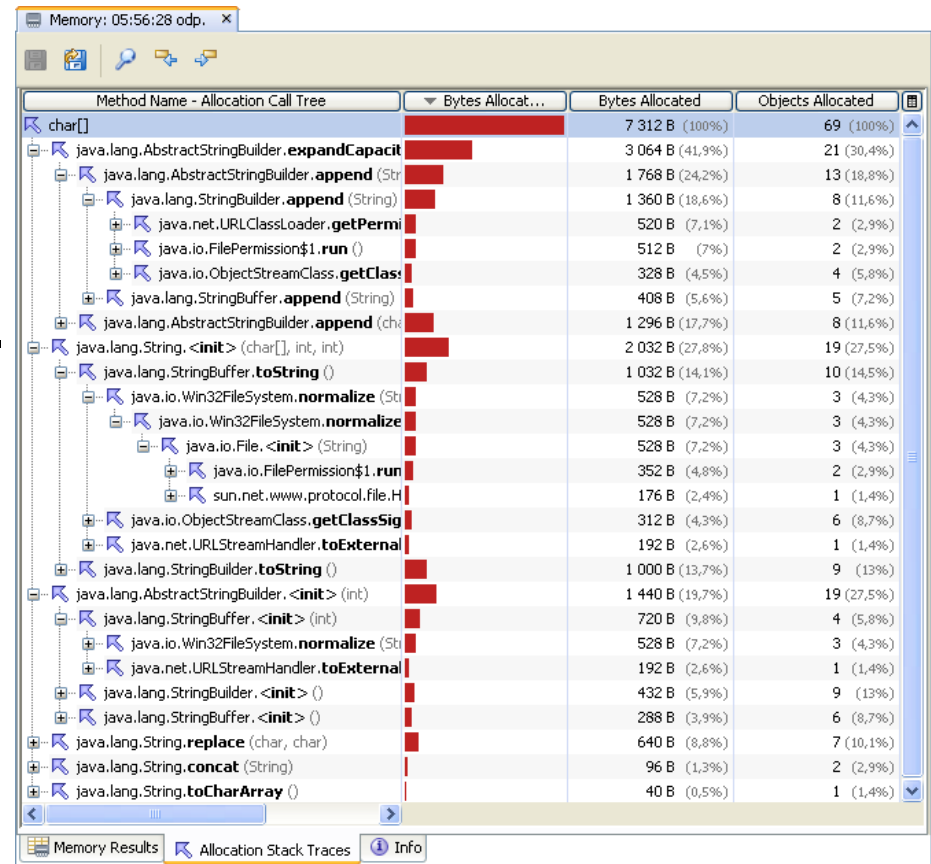 Memory: 05:56:28 odp.
Method Name - Allocation Call Tree Bytes Allocat... Bytes Allocated Objects Allocated
char[] 7 312 B (100%) 69 (100%)
java.lang.AbstractStringBuilder.expandCapacit 3 064 B (41,9%) 21 (30,4%)
java.lang.AbstractStringBuilder.append (Str 1 768 B (24,2%) 13 (18,8%)
java.lang.StringBuilder.append (String) 1 360 B (18,6%) 8 (11,6%)
java.net.URLClassLoader.getPermi 520 B (7,1%) 2 (2,9%)
java.io.FilePermission$1.run () 512 B (7%) 2 (2,9%)
java.io.ObjectStreamClass.getClass 328 B (4,5%) 4 (5,8%)
java.lang.StringBuffer.append (String) 408 B (5,6%) 5 (7,2%)
java.lang.AbstractStringBuilder.append (cha 1 296 B (17,7%) 8 (11,6%)
java.lang.String.<init> (char[], int, int) 2 032 B (27,8%) 19 (27,5%)
java.lang.StringBuffer.toString () 1 032 B (14,1%) 10 (14,5%)
java.io.Win32FileSystem.normalize (Stri 528 B (7,2%) 3 (4,3%)
java.io.Win32FileSystem.normalize 528 B (7,2%) 3 (4,3%)
java.io.File.<init> (String) 528 B (7,2%) 3 (4,3%)
java.io.FilePermission$1.run 352 B (4,8%) 2 (2,9%)
sun.net.www.protocol.file.H 176 B (2,4%) 1 (1,4%)
java.io.ObjectStreamClass.getClassSig 312 B (4,3%) 6 (8,7%)
java.net.URLStreamHandler.toExternal 192 B (2,6%) 1 (1,4%)
java.lang.StringBuilder.toString () 1 000 B (13,7%) 9 (13%)
java.lang.AbstractStringBuilder.<init> (int) 1 440 B (19,7%) 19 (27,5%)
java.lang.StringBuffer.<init> (int) 720 B (9,8%) 4 (5,8%)
java.io.Win32FileSystem.normalize (Stri 528 B (7,2%) 3 (4,3%)
java.net.URLStreamHandler.toExternal 192 B (2,6%) 1 (1,4%)
java.lang.StringBuilder.<init> () 432 B (5,9%) 9 (13%)
java.lang.StringBuffer.<init> () 288 B (3,9%) 6 (8,7%)
java.lang.String.replace (char, char) 640 B (8,8%) 7 (10,1%)
java.lang.String.concat (String) 96 B (1,3%) 2 (2,9%)
java.lang.String.toCharArray () 40 B (0,5%) 1 (1,4%)
Memory Results Allocation Stack Traces Info